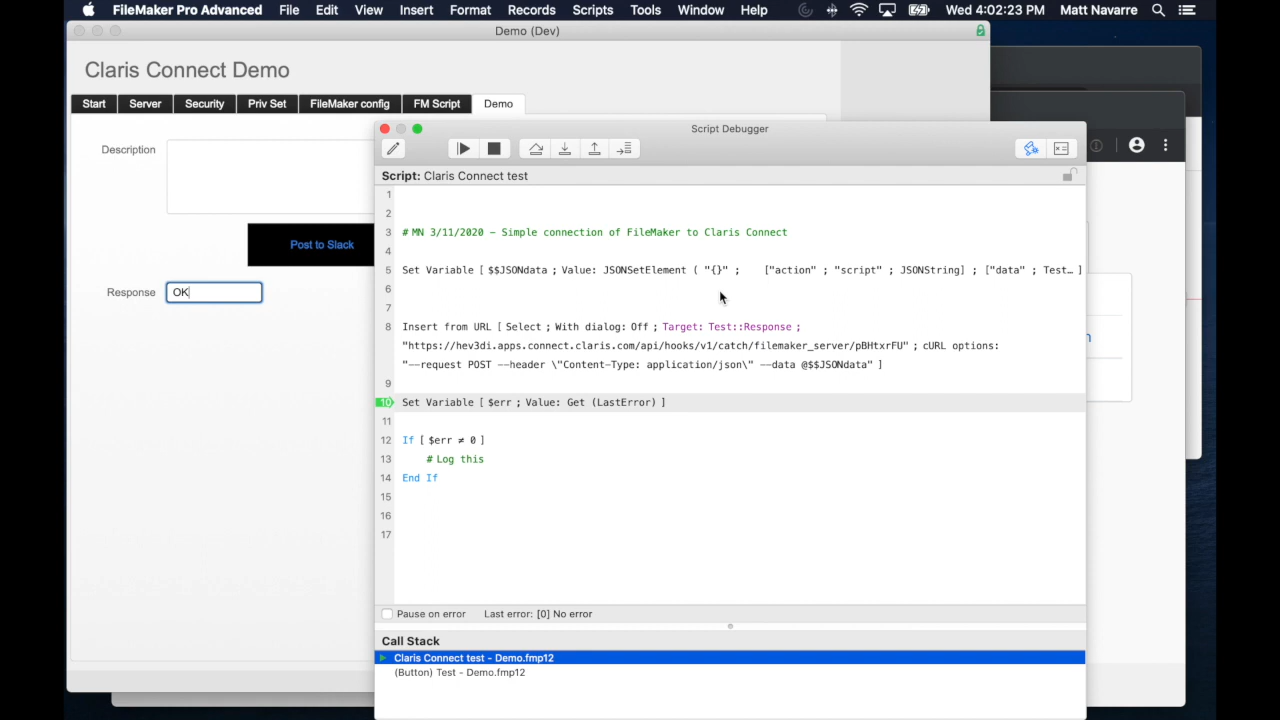 FileMaker Pro Advanced File Edit View Insert Format Records Scripts Tools Window Help Wed 4:02:23 PM Matt Navarre
Demo (Dev)
Claris Connect Demo
Start Server Security Priv Set FileMaker config FM Script Demo
Description
Post to Slack
Response OK
Script Debugger
Script: Claris Connect test
1
2
3 # MN 3/11/2020 – Simple connection of FileMaker to Claris Connect
4
5 Set Variable [ $$JSONdata ; Value: JSONSetElement ( "{}" ; ["action" ; "script" ; JSONString] ; ["data" ; Test… ]
6
7
8 Insert from URL [ Select ; With dialog: Off ; Target: Test::Response ;
"https://hev3di.apps.connect.claris.com/api/hooks/v1/catch/filemaker_server/pBHtxrFU" ; cURL options:
"--request POST --header \"Content-Type: application/json\" --data @$$JSONdata" ]
9
10 Set Variable [ $err ; Value: Get (LastError) ]
11
12 If [ $err ≠ 0 ]
13 # Log this
14 End If
15
16
17
Pause on error Last error: [0] No error
Call Stack
Claris Connect test - Demo.fmp12
(Button) Test - Demo.fmp12